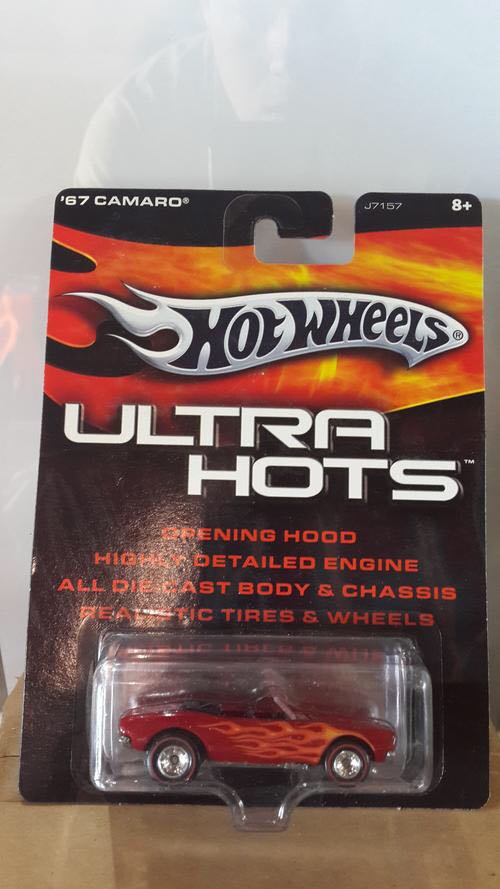 '67 CAMARO®
J7157
8+
HOT WHEELS®
ULTRA
HOTS™
OPENING HOOD
HIGHLY DETAILED ENGINE
ALL DIE CAST BODY & CHASSIS
REALISTIC TIRES & WHEELS